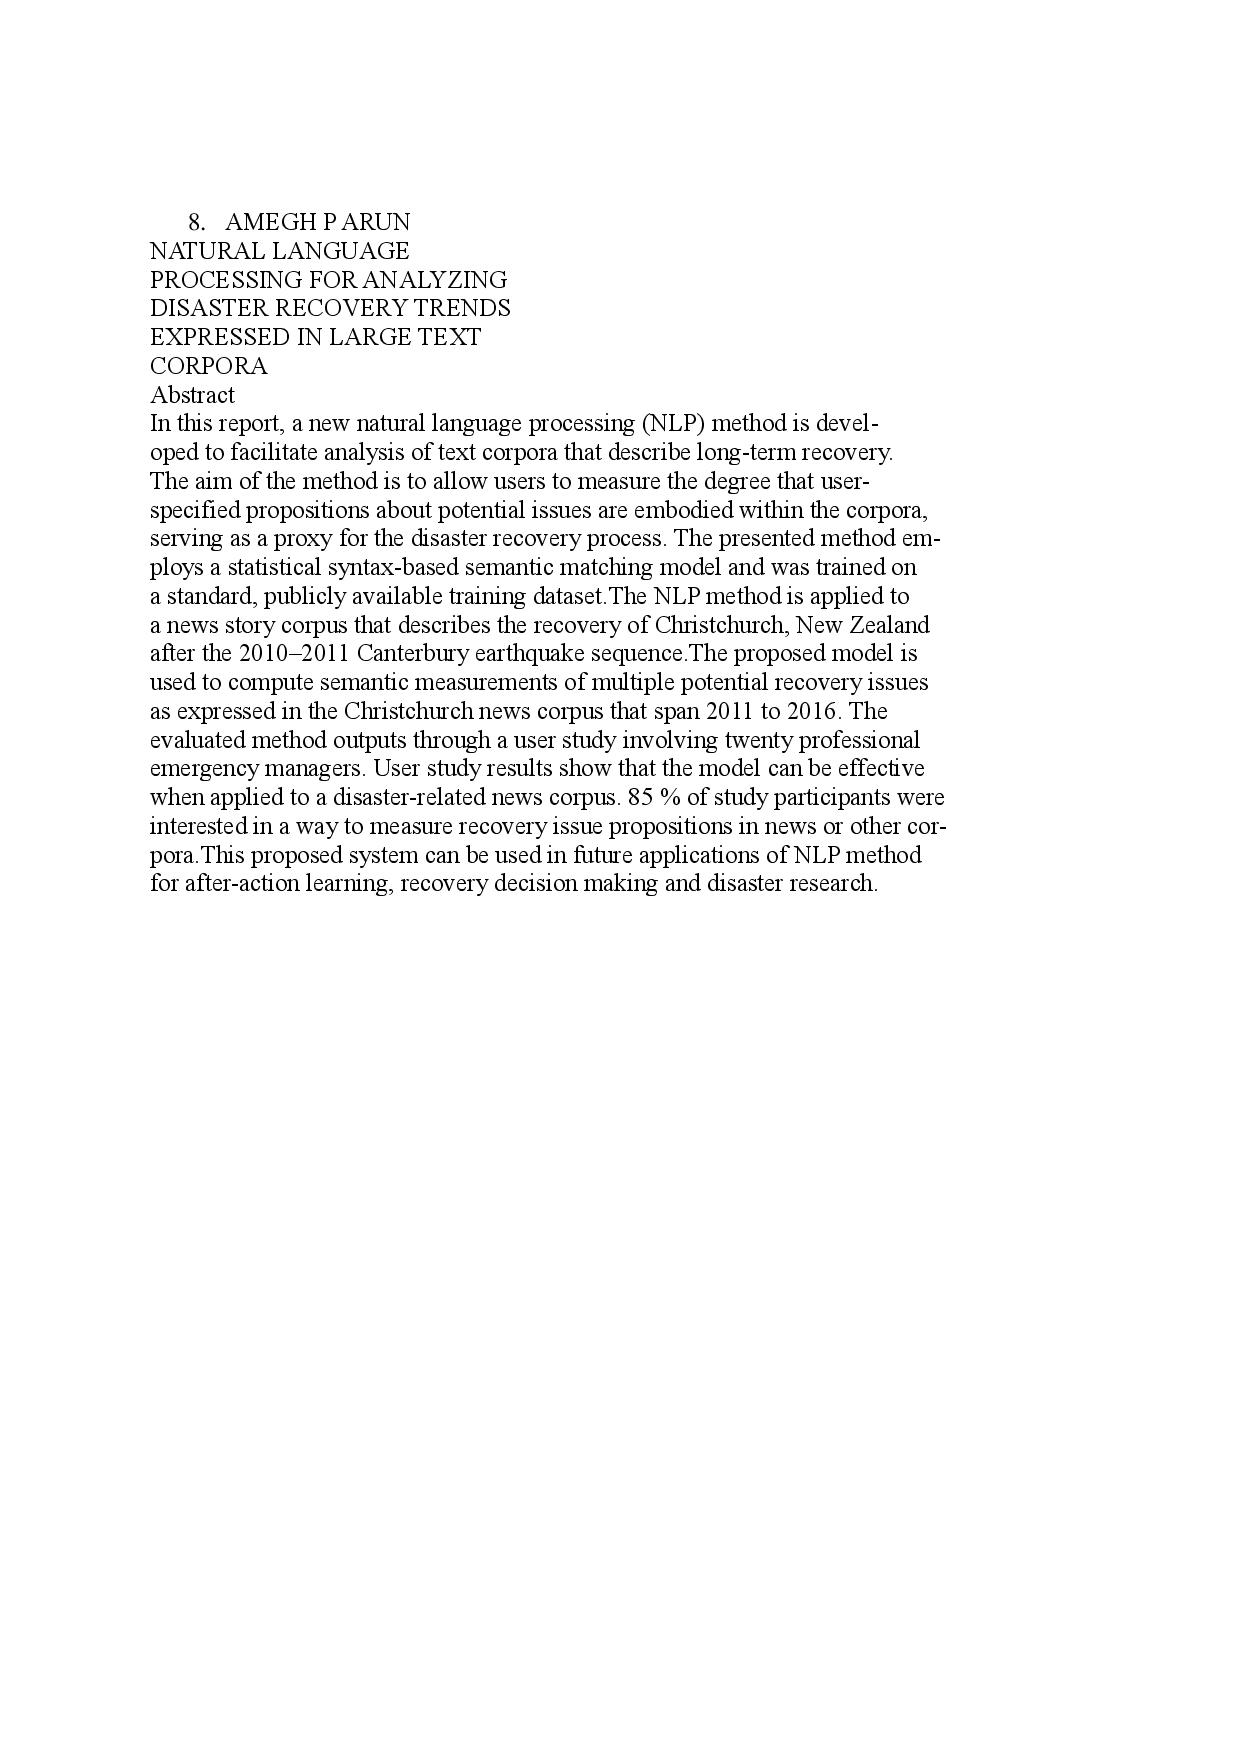 8. AMEGH P ARUN
NATURAL LANGUAGE
PROCESSING FOR ANALYZING
DISASTER RECOVERY TRENDS
EXPRESSED IN LARGE TEXT
CORPORA
Abstract
In this report, a new natural language processing (NLP) method is devel-
oped to facilitate analysis of text corpora that describe long-term recovery.
The aim of the method is to allow users to measure the degree that user-
specified propositions about potential issues are embodied within the corpora,
serving as a proxy for the disaster recovery process. The presented method em-
ploys a statistical syntax-based semantic matching model and was trained on
a standard, publicly available training dataset.The NLP method is applied to
a news story corpus that describes the recovery of Christchurch, New Zealand
after the 2010–2011 Canterbury earthquake sequence.The proposed model is
used to compute semantic measurements of multiple potential recovery issues
as expressed in the Christchurch news corpus that span 2011 to 2016. The
evaluated method outputs through a user study involving twenty professional
emergency managers. User study results show that the model can be effective
when applied to a disaster-related news corpus. 85 % of study participants were
interested in a way to measure recovery issue propositions in news or other cor-
pora.This proposed system can be used in future applications of NLP method
for after-action learning, recovery decision making and disaster research.